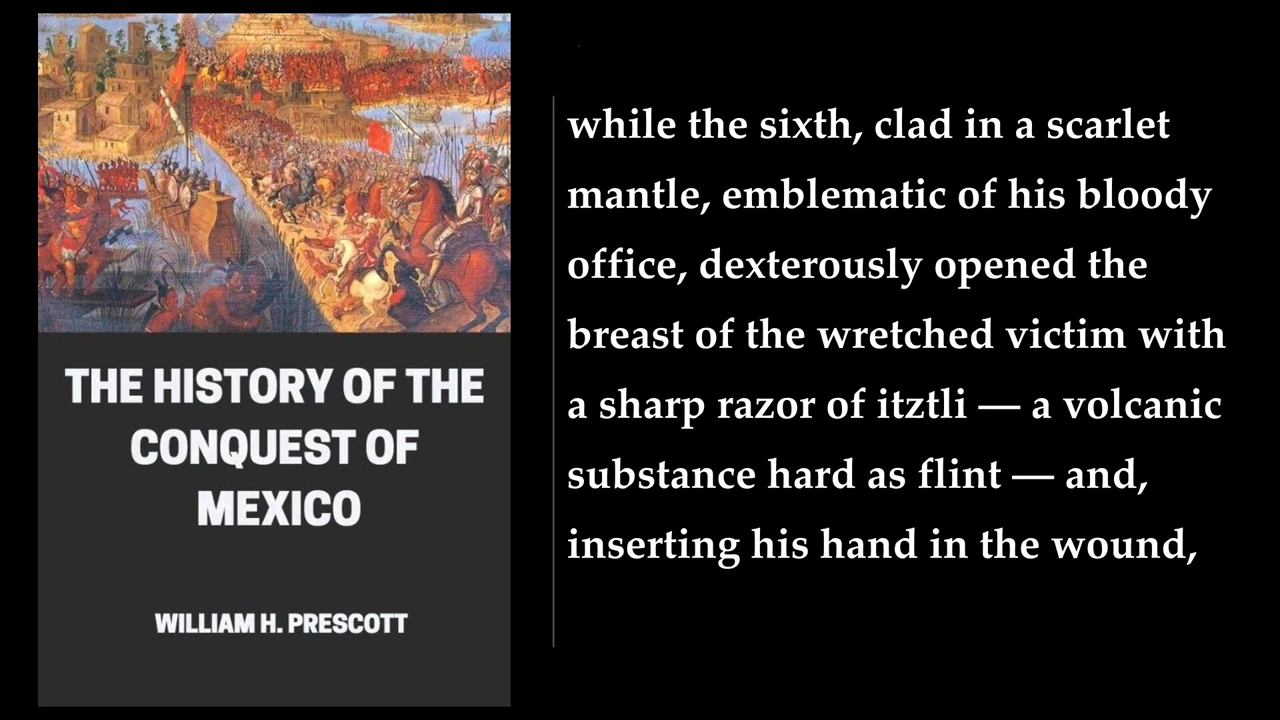 THE HISTORY OF THE
CONQUEST OF
MEXICO
WILLIAM H. PRESCOTT
while the sixth, clad in a scarlet
mantle, emblematic of his bloody
office, dexterously opened the
breast of the wretched victim with
a sharp razor of itztli — a volcanic
substance hard as flint — and,
inserting his hand in the wound,